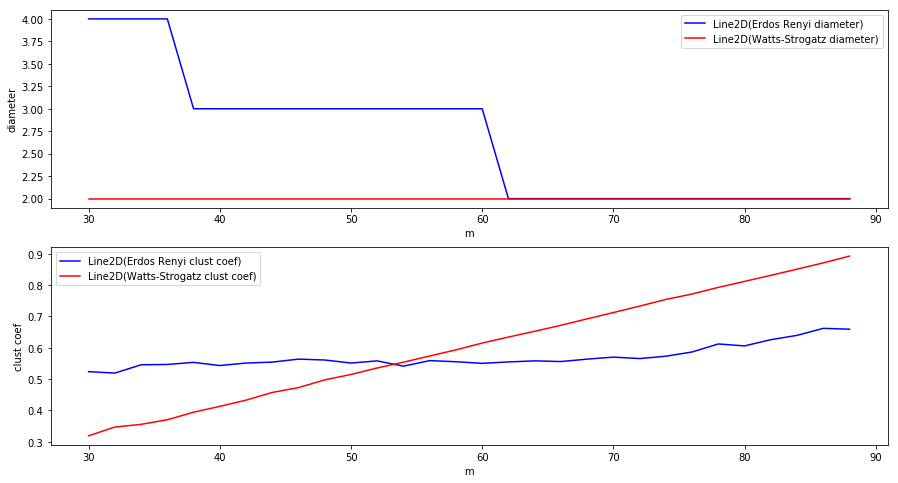 4.00
3.75
3.50
3.25
3.00
2.75
2.50
2.25
2.00
diameter
Line2D(Erdos Renyi diameter)
Line2D(Watts-Strogatz diameter)
30 40 50 60 70 80 90
m
0.9
0.8
0.7
0.6
0.5
0.4
0.3
clust coef
Line2D(Erdos Renyi clust coef)
Line2D(Watts-Strogatz clust coef)
30 40 50 60 70 80 90
m